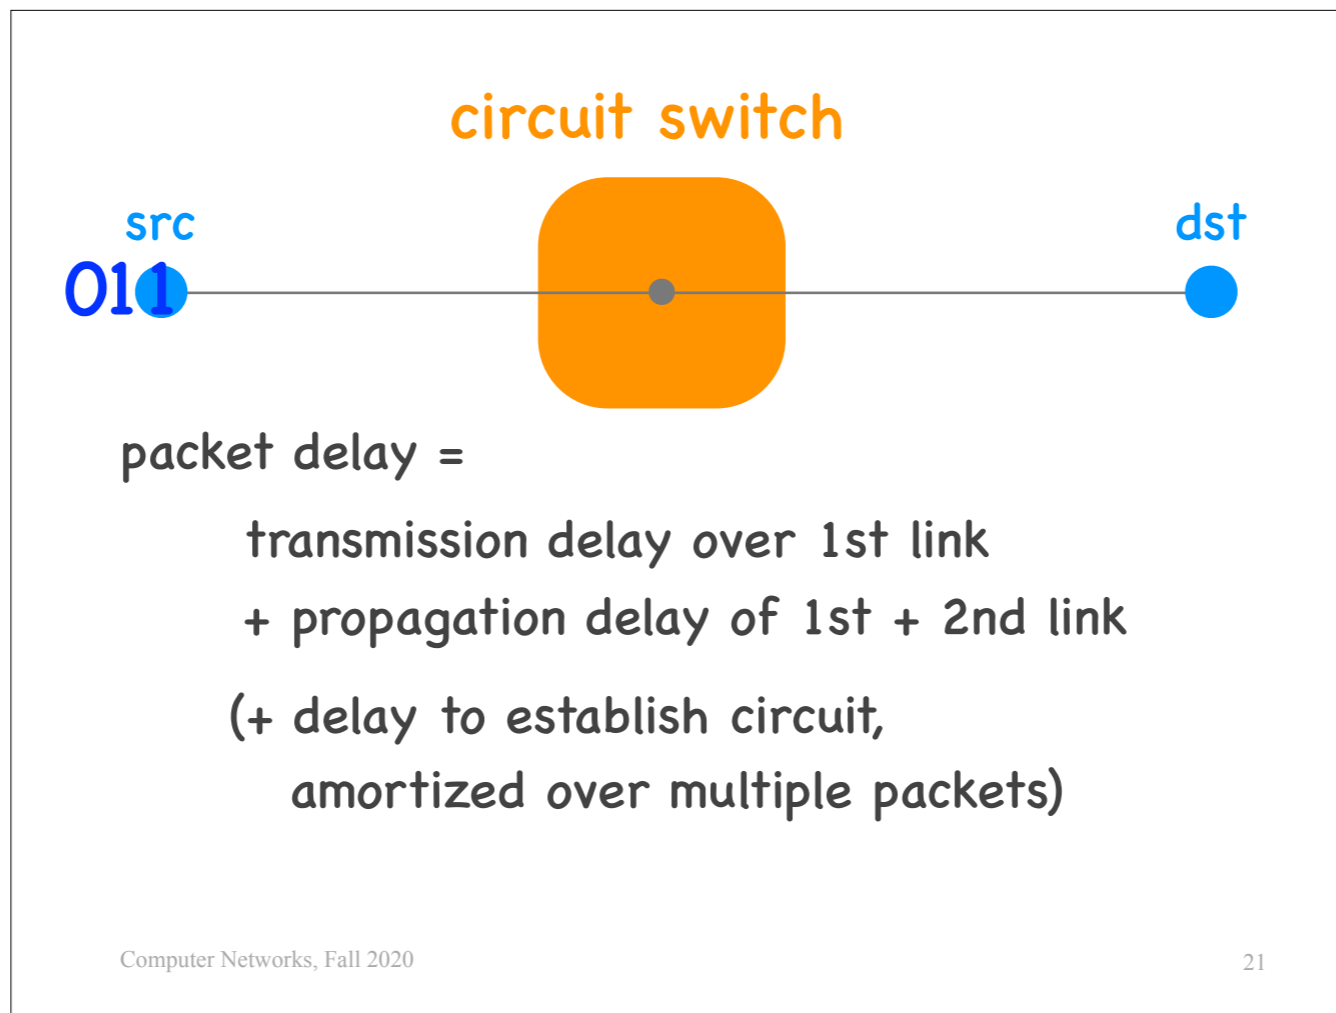 circuit switch
src
dst
011
packet delay =
transmission delay over 1st link
+ propagation delay of 1st + 2nd link
(+ delay to establish circuit,
amortized over multiple packets)
Computer Networks, Fall 2020
21